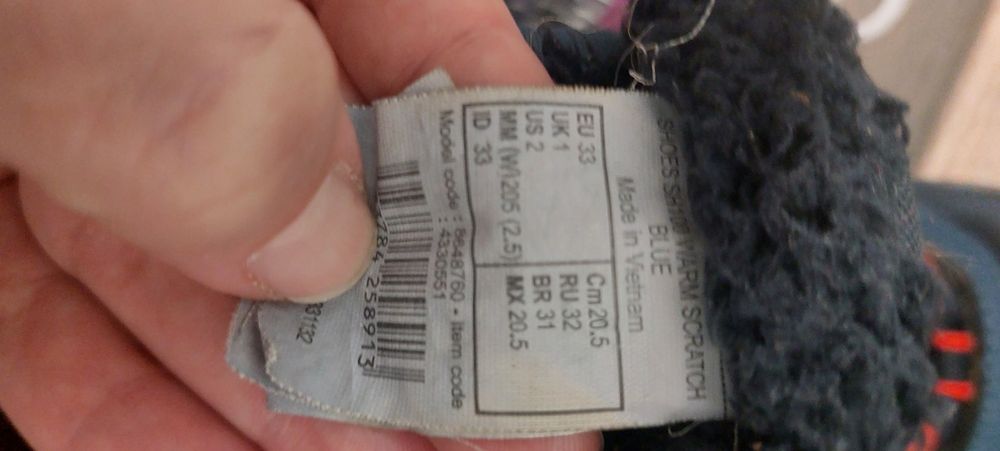 SHOES SH100 WARM SCRATCH
BLUE
Made in Vietnam
EU 33 Cm 20.5
UK 1 RU 32
US 2 BR 31
MM (W) 205 (2.5) MX 20.5
ID 33
Model code : 8648760 - Item code
: 4330551
784 258913